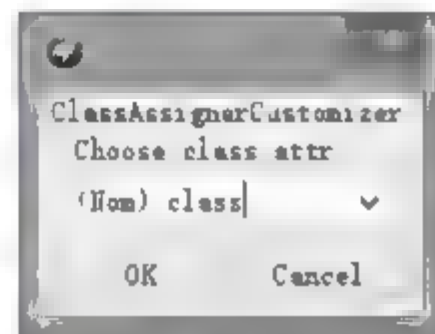 ClassAssignerCustomizer
Choose class attr
(Nom) class
OK Cancel